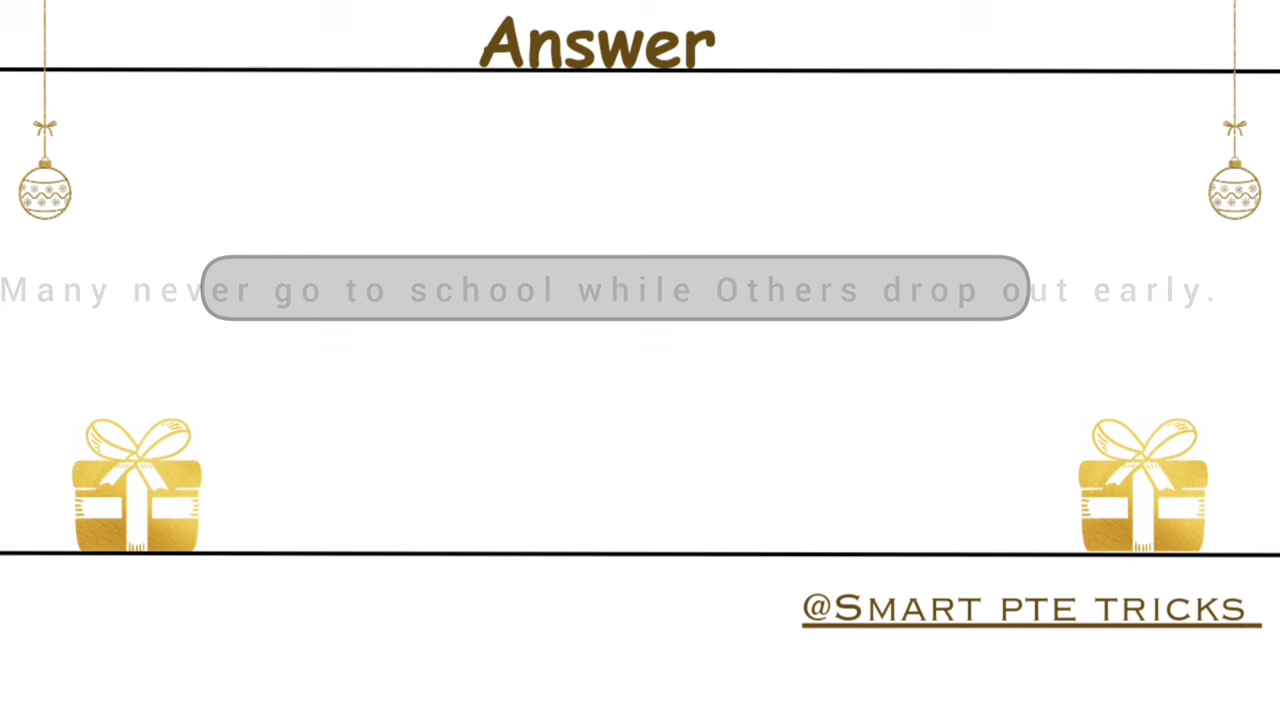 Answer
Many never go to school while Others drop out early.
@Smart PTE Tricks